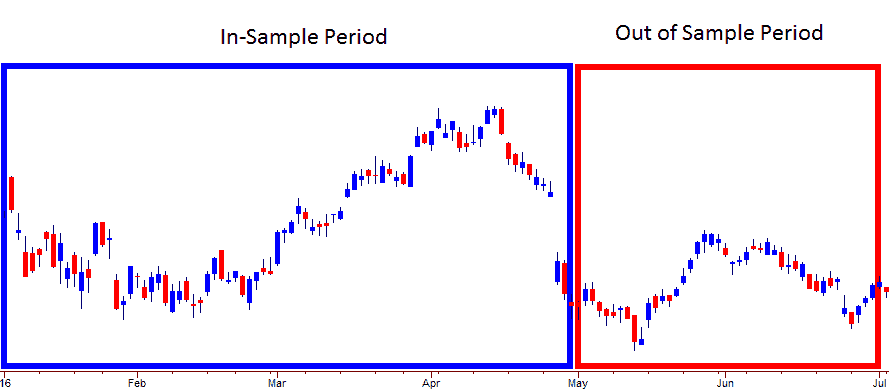 In-Sample Period
Out of Sample Period
16 Feb Mar Apr May Jun Jul